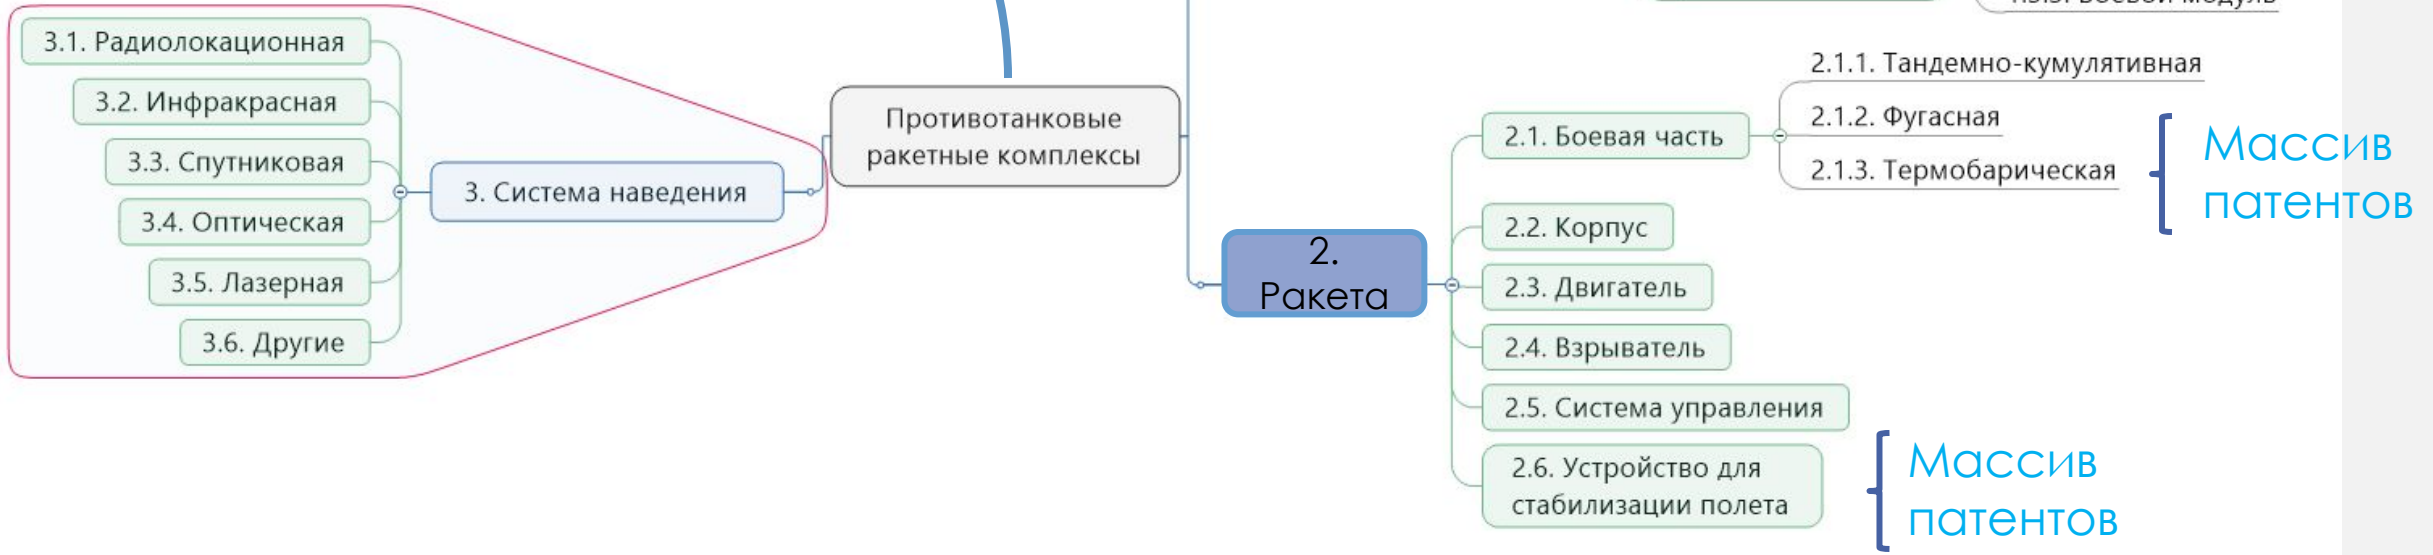 3.1. Радиолокационная
3.2. Инфракрасная
3.3. Спутниковая
3.4. Оптическая
3.5. Лазерная
3.6. Другие
3. Система наведения
Противотанковые
ракетные комплексы
2.
Ракета
2.1. Боевая часть
2.1.1. Тандемно-кумулятивная
2.1.2. Фугасная
2.1.3. Термобарическая
Массив
патентов
2.2. Корпус
2.3. Двигатель
2.4. Взрыватель
2.5. Система управления
2.6. Устройство для
стабилизации полета
Массив
патентов